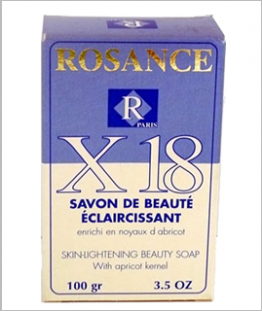 ROSANCE
R
PARIS
X 18
SAVON DE BEAUTÉ
ÉCLAIRCISSANT
enrichi en noyaux d'abricot
SKIN-LIGHTENING BEAUTY SOAP
With apricot kernel
100 gr 3.5 OZ